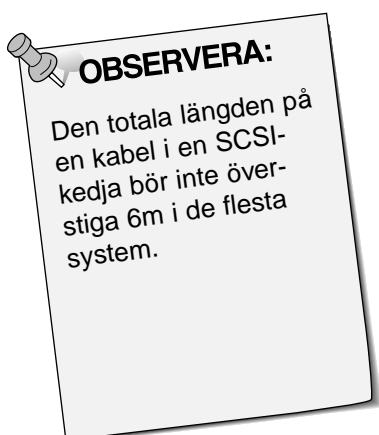 OBSERVERA:
Den totala längden på
en kabel i en SCSI-
kedja bör inte över-
stiga 6m i de flesta
system.